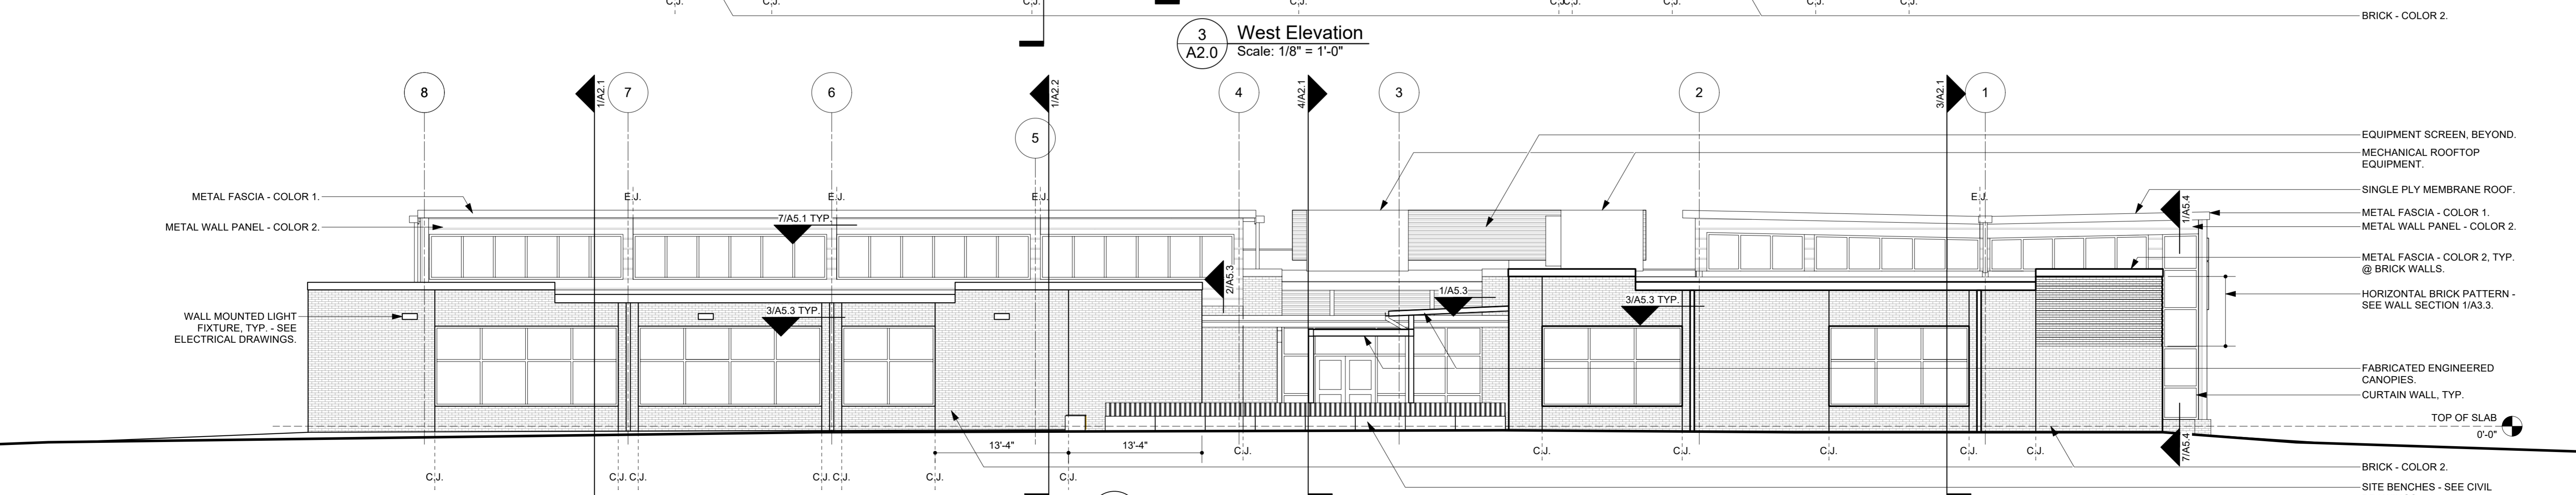 C.J. C.J. C.J. C.J. C.J. C.J. C.J. C.J. C.J.
BRICK - COLOR 2.
3
A2.0
West Elevation
Scale: 1/8" = 1'-0"
8
1/A2.1
7
6
1/A2.2
5
4
4/A2.1
3
2
3/A2.1
1
METAL FASCIA - COLOR 1.
METAL WALL PANEL - COLOR 2.
WALL MOUNTED LIGHT
FIXTURE, TYP. - SEE
ELECTRICAL DRAWINGS.
E.J.
E.J.
E.J.
E.J.
7/A5.1 TYP.
3/A5.3 TYP.
2/A5.3
1/A5.3
3/A5.3 TYP.
1/A5.4
7/A5.4
EQUIPMENT SCREEN, BEYOND.
MECHANICAL ROOFTOP
EQUIPMENT.
SINGLE PLY MEMBRANE ROOF.
METAL FASCIA - COLOR 1.
METAL WALL PANEL - COLOR 2.
METAL FASCIA - COLOR 2, TYP.
@ BRICK WALLS.
HORIZONTAL BRICK PATTERN -
SEE WALL SECTION 1/A3.3.
FABRICATED ENGINEERED
CANOPIES.
CURTAIN WALL, TYP.
TOP OF SLAB
0'-0"
13'-4"
13'-4"
C.J. C.J. C.J. C.J. C.J. C.J. C.J.
C.J. C.J. C.J. C.J. C.J. C.J.
BRICK - COLOR 2.
SITE BENCHES - SEE CIVIL